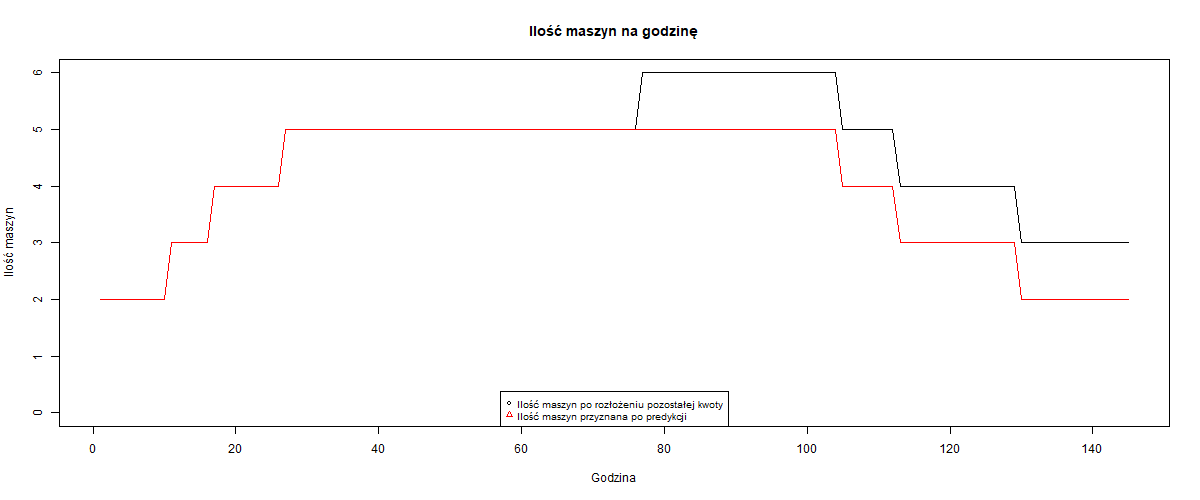 Ilość maszyn na godzinę
Ilość maszyn
6
5
4
3
2
1
0
Ilość maszyn po rozłożeniu pozostałej kwoty
Ilość maszyn przyznana po predykcji
0 20 40 60 80 100 120 140
Godzina